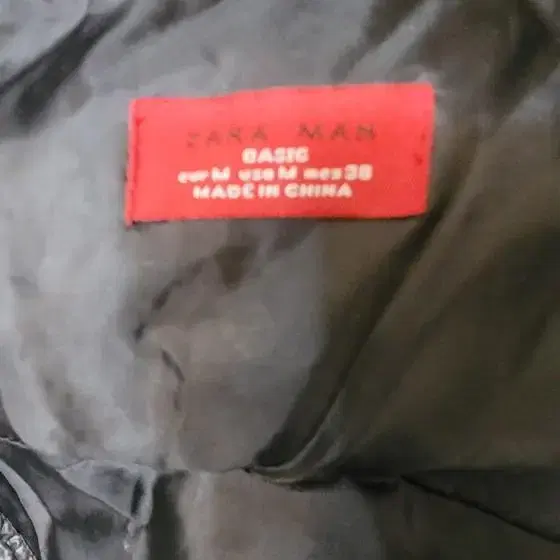 ZARA MAN
BASIC
eur M usa M mex 38
MADE IN CHINA